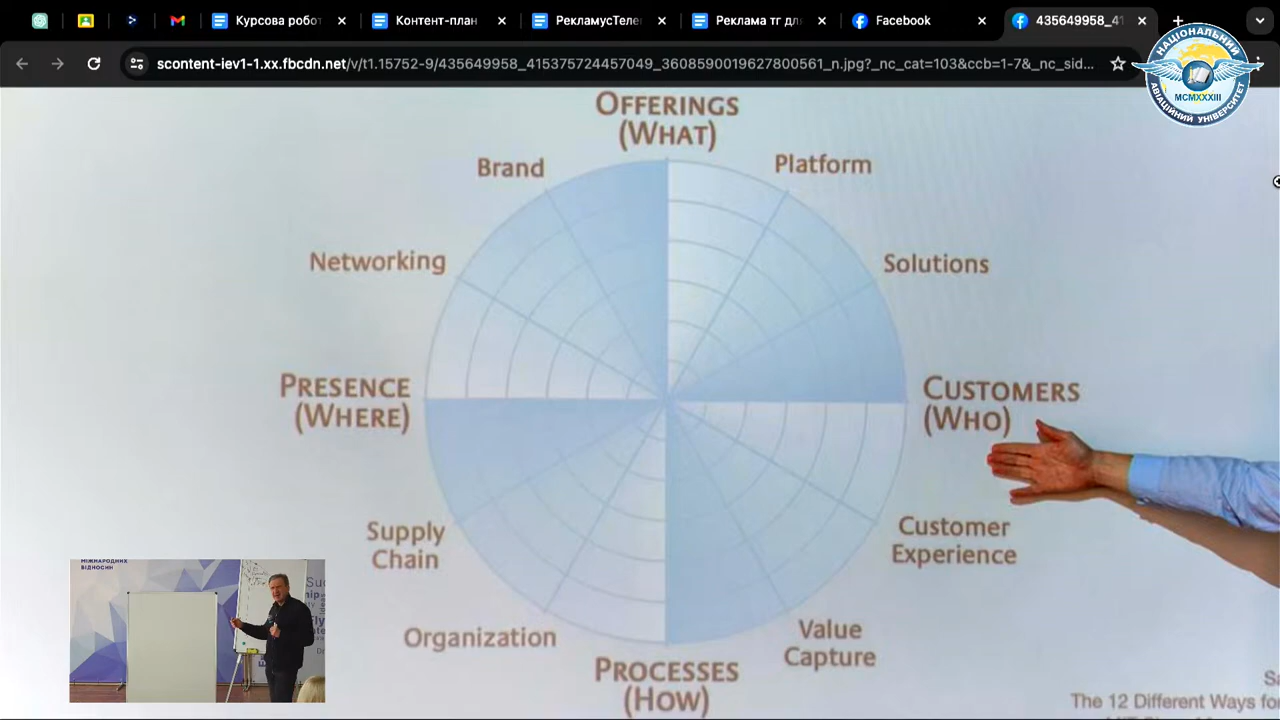 Курсова робот
Контент-план
РекламусТеле
Реклама тг дл
Facebook
435649958_41
scontent-iev1-1.xx.fbcdn.net/v/t1.15752-9/435649958_415375724457049_3608590019627800561_n.jpg?_nc_cat=103&ccb=1-7&_nc_sid...
НАЦІОНАЛЬНИЙ
MCMXXXIII
АВІАЦІЙНИЙ УНІВЕРСИТЕТ
OFFERINGS
(WHAT)
Brand
Platform
Networking
Solutions
PRESENCE
(WHERE)
CUSTOMERS
(WHO)
Supply
Chain
Customer
Experience
Organization
Value
Capture
PROCESSES
(HOW)
The 12 Different Ways fo
МІЖНАРОДНИХ
ВІДНОСИН